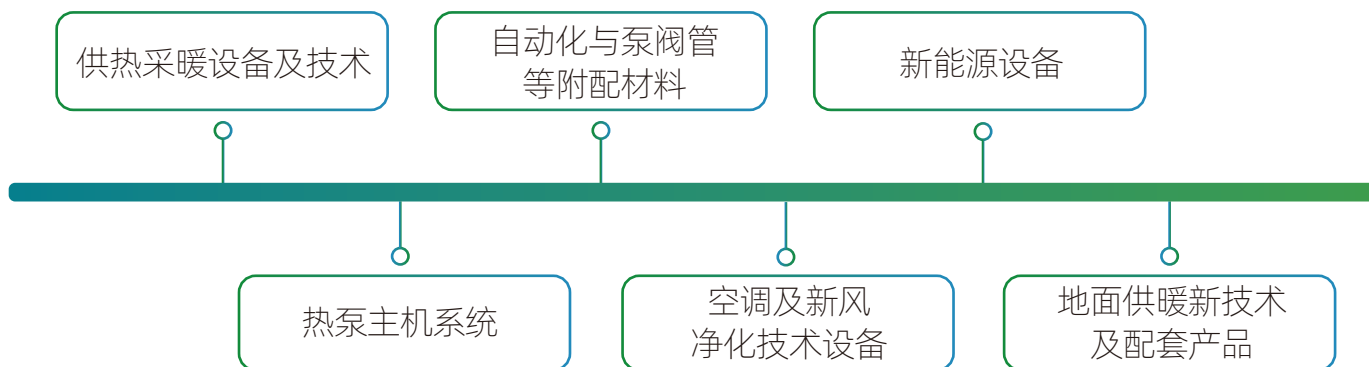 供热采暖设备及技术
自动化与泵阀管
等附配材料
新能源设备
热泵主机系统
空调及新风
净化技术设备
地面供暖新技术
及配套产品